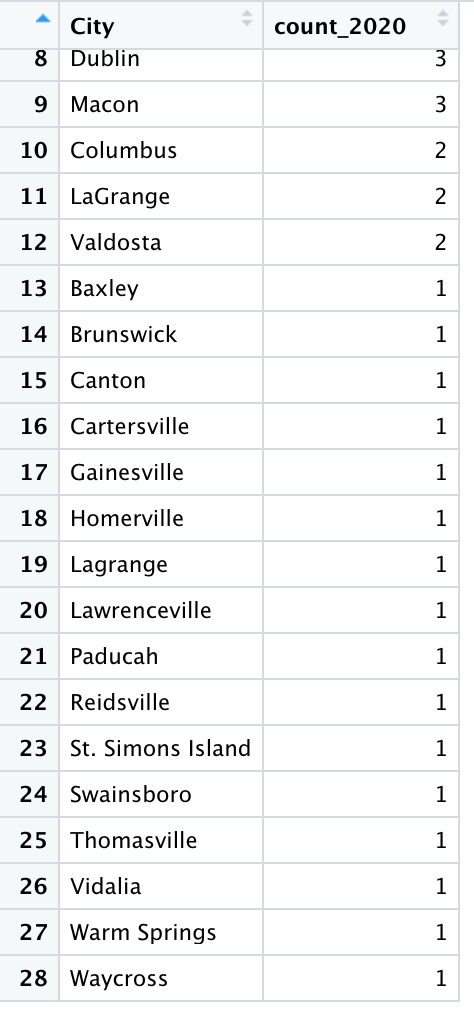 City count_2020
8 Dublin 3
9 Macon 3
10 Columbus 2
11 LaGrange 2
12 Valdosta 2
13 Baxley 1
14 Brunswick 1
15 Canton 1
16 Cartersville 1
17 Gainesville 1
18 Homerville 1
19 Lagrange 1
20 Lawrenceville 1
21 Paducah 1
22 Reidsville 1
23 St. Simons Island 1
24 Swainsboro 1
25 Thomasville 1
26 Vidalia 1
27 Warm Springs 1
28 Waycross 1